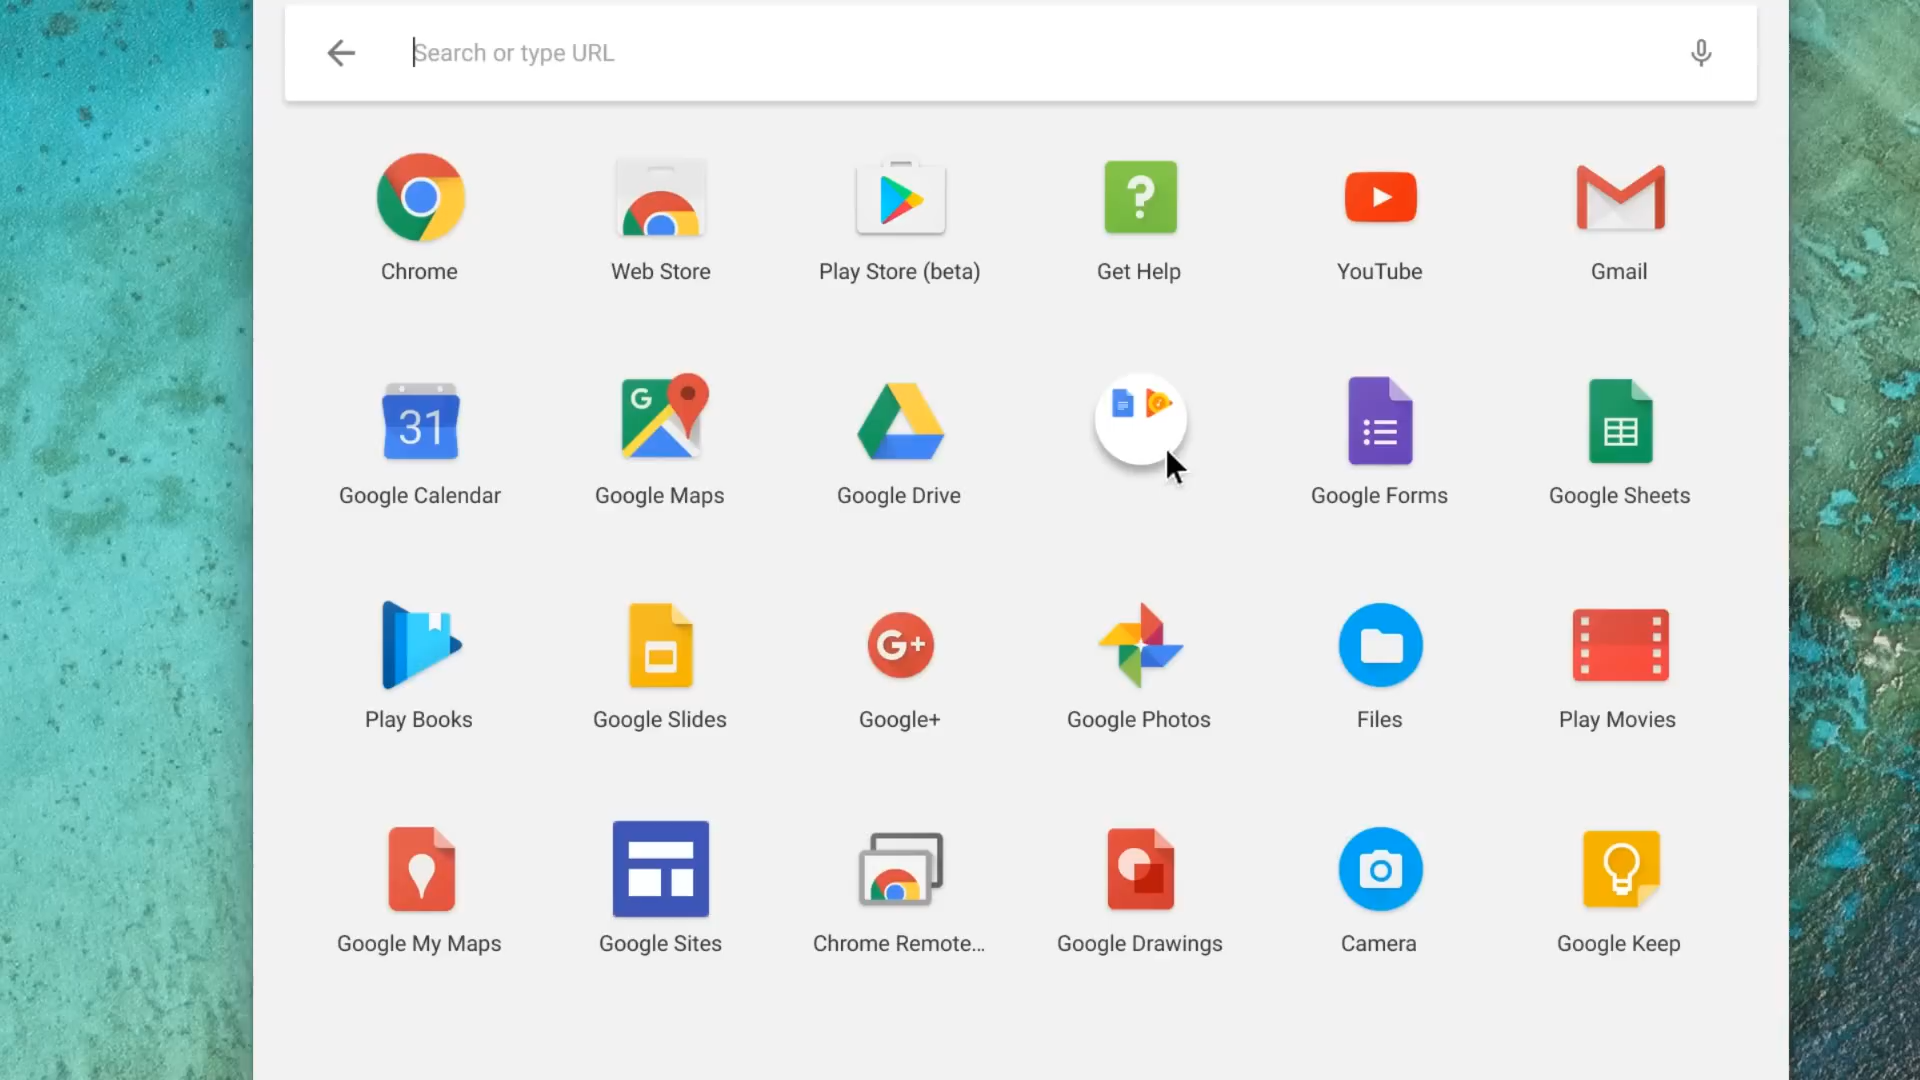 Search or type URL
Chrome
Web Store
Play Store (beta)
Get Help
YouTube
Gmail
31
G
Google Calendar
Google Maps
Google Drive
Google Forms
Google Sheets
G+
Play Books
Google Slides
Google+
Google Photos
Files
Play Movies
Google My Maps
Google Sites
Chrome Remote...
Google Drawings
Camera
Google Keep